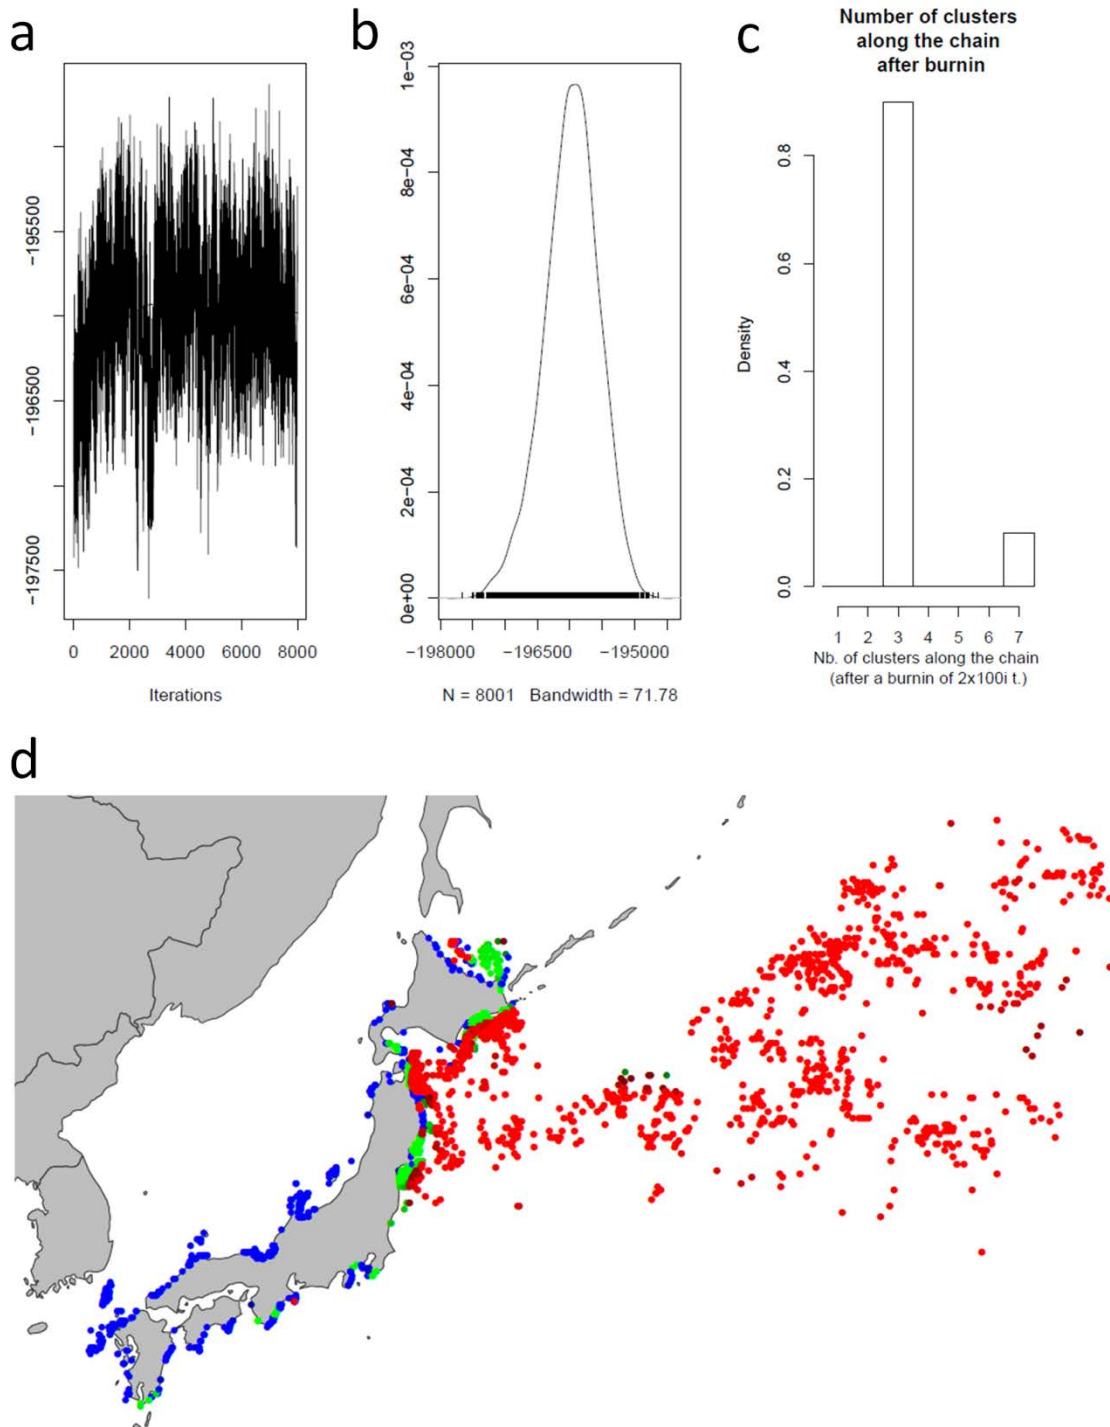 a
b
c
Number of clusters
along the chain
after burnin
−195500
−196500
−197500
0 2000 4000 6000 8000
Iterations
1e−03
8e−04
6e−04
4e−04
2e−04
0e+00
−198000 −196500 −195000
N = 8001 Bandwidth = 71.78
Density
0.8
0.6
0.4
0.2
0.0
1 2 3 4 5 6 7
Nb. of clusters along the chain
(after a burnin of 2x100i t.)
d